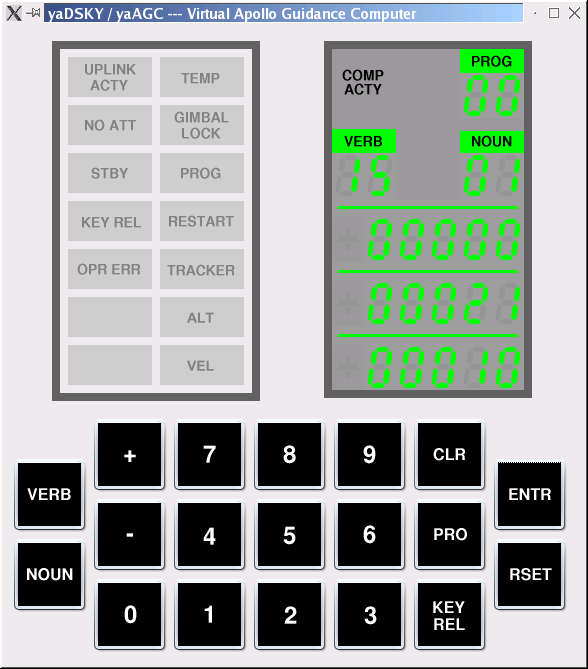 yaDSKY / yaAGC --- Virtual Apollo Guidance Computer
UPLINK
ACTY
TEMP
NO ATT
GIMBAL
LOCK
STBY
PROG
KEY REL
RESTART
OPR ERR
TRACKER
ALT
VEL
COMP
ACTY
PROG
00
VERB
NOUN
15
01
00000
00021
00010
+
7
8
9
CLR
VERB
ENTR
-
4
5
6
PRO
NOUN
RSET
0
1
2
3
KEY
REL